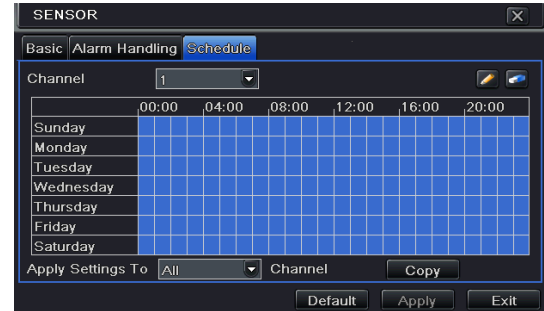 SENSOR
Basic Alarm Handling Schedule
Channel 1
00:00 04:00 08:00 12:00 16:00 20:00
Sunday
Monday
Tuesday
Wednesday
Thursday
Friday
Saturday
Apply Settings To All Channel Copy
Default Apply Exit